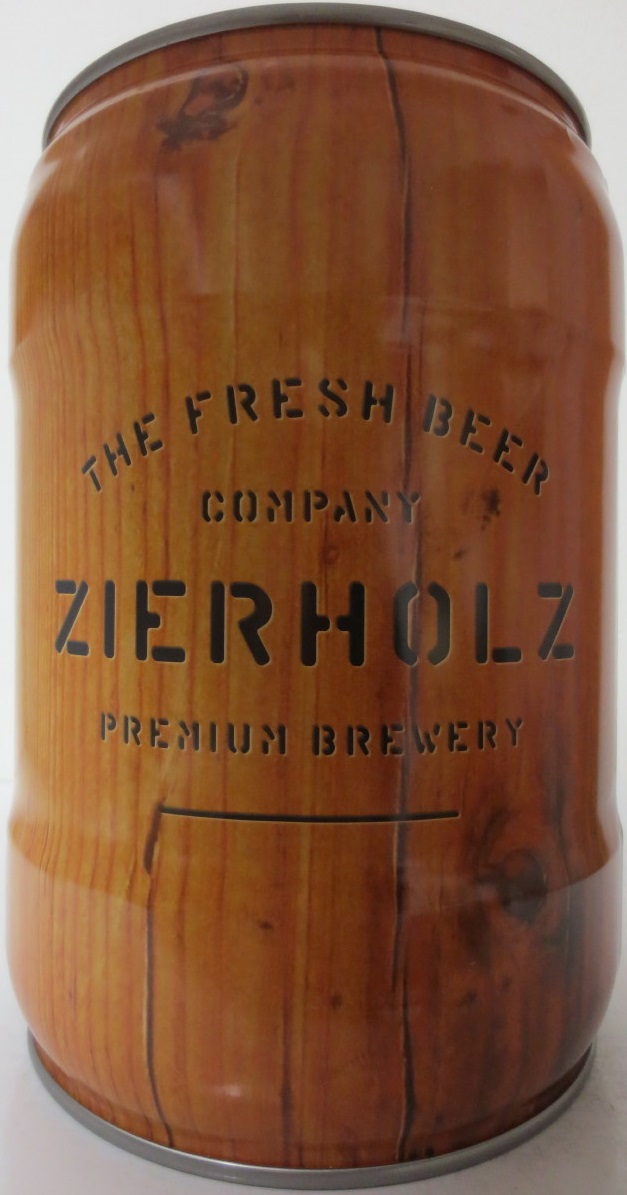 THE FRESH BEER
COMPANY
ZIERHOLZ
PREMIUM BREWERY